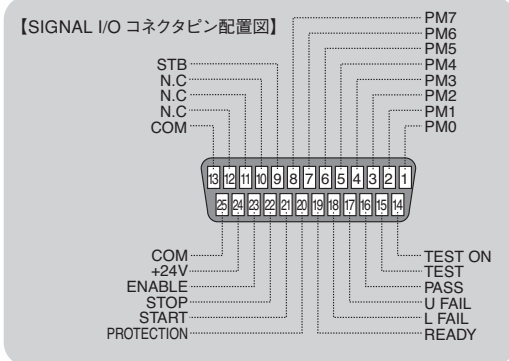 【SIGNAL I/O コネクタピン配置図】
PM7
PM6
PM5
PM4
PM3
PM2
PM1
PM0
STB
N.C
N.C
N.C
COM
13 12 11 10 9 8 7 6 5 4 3 2 1
25 24 23 22 21 20 19 18 17 16 15 14
COM
+24V
ENABLE
STOP
START
PROTECTION
TEST ON
TEST
PASS
U FAIL
L FAIL
READY